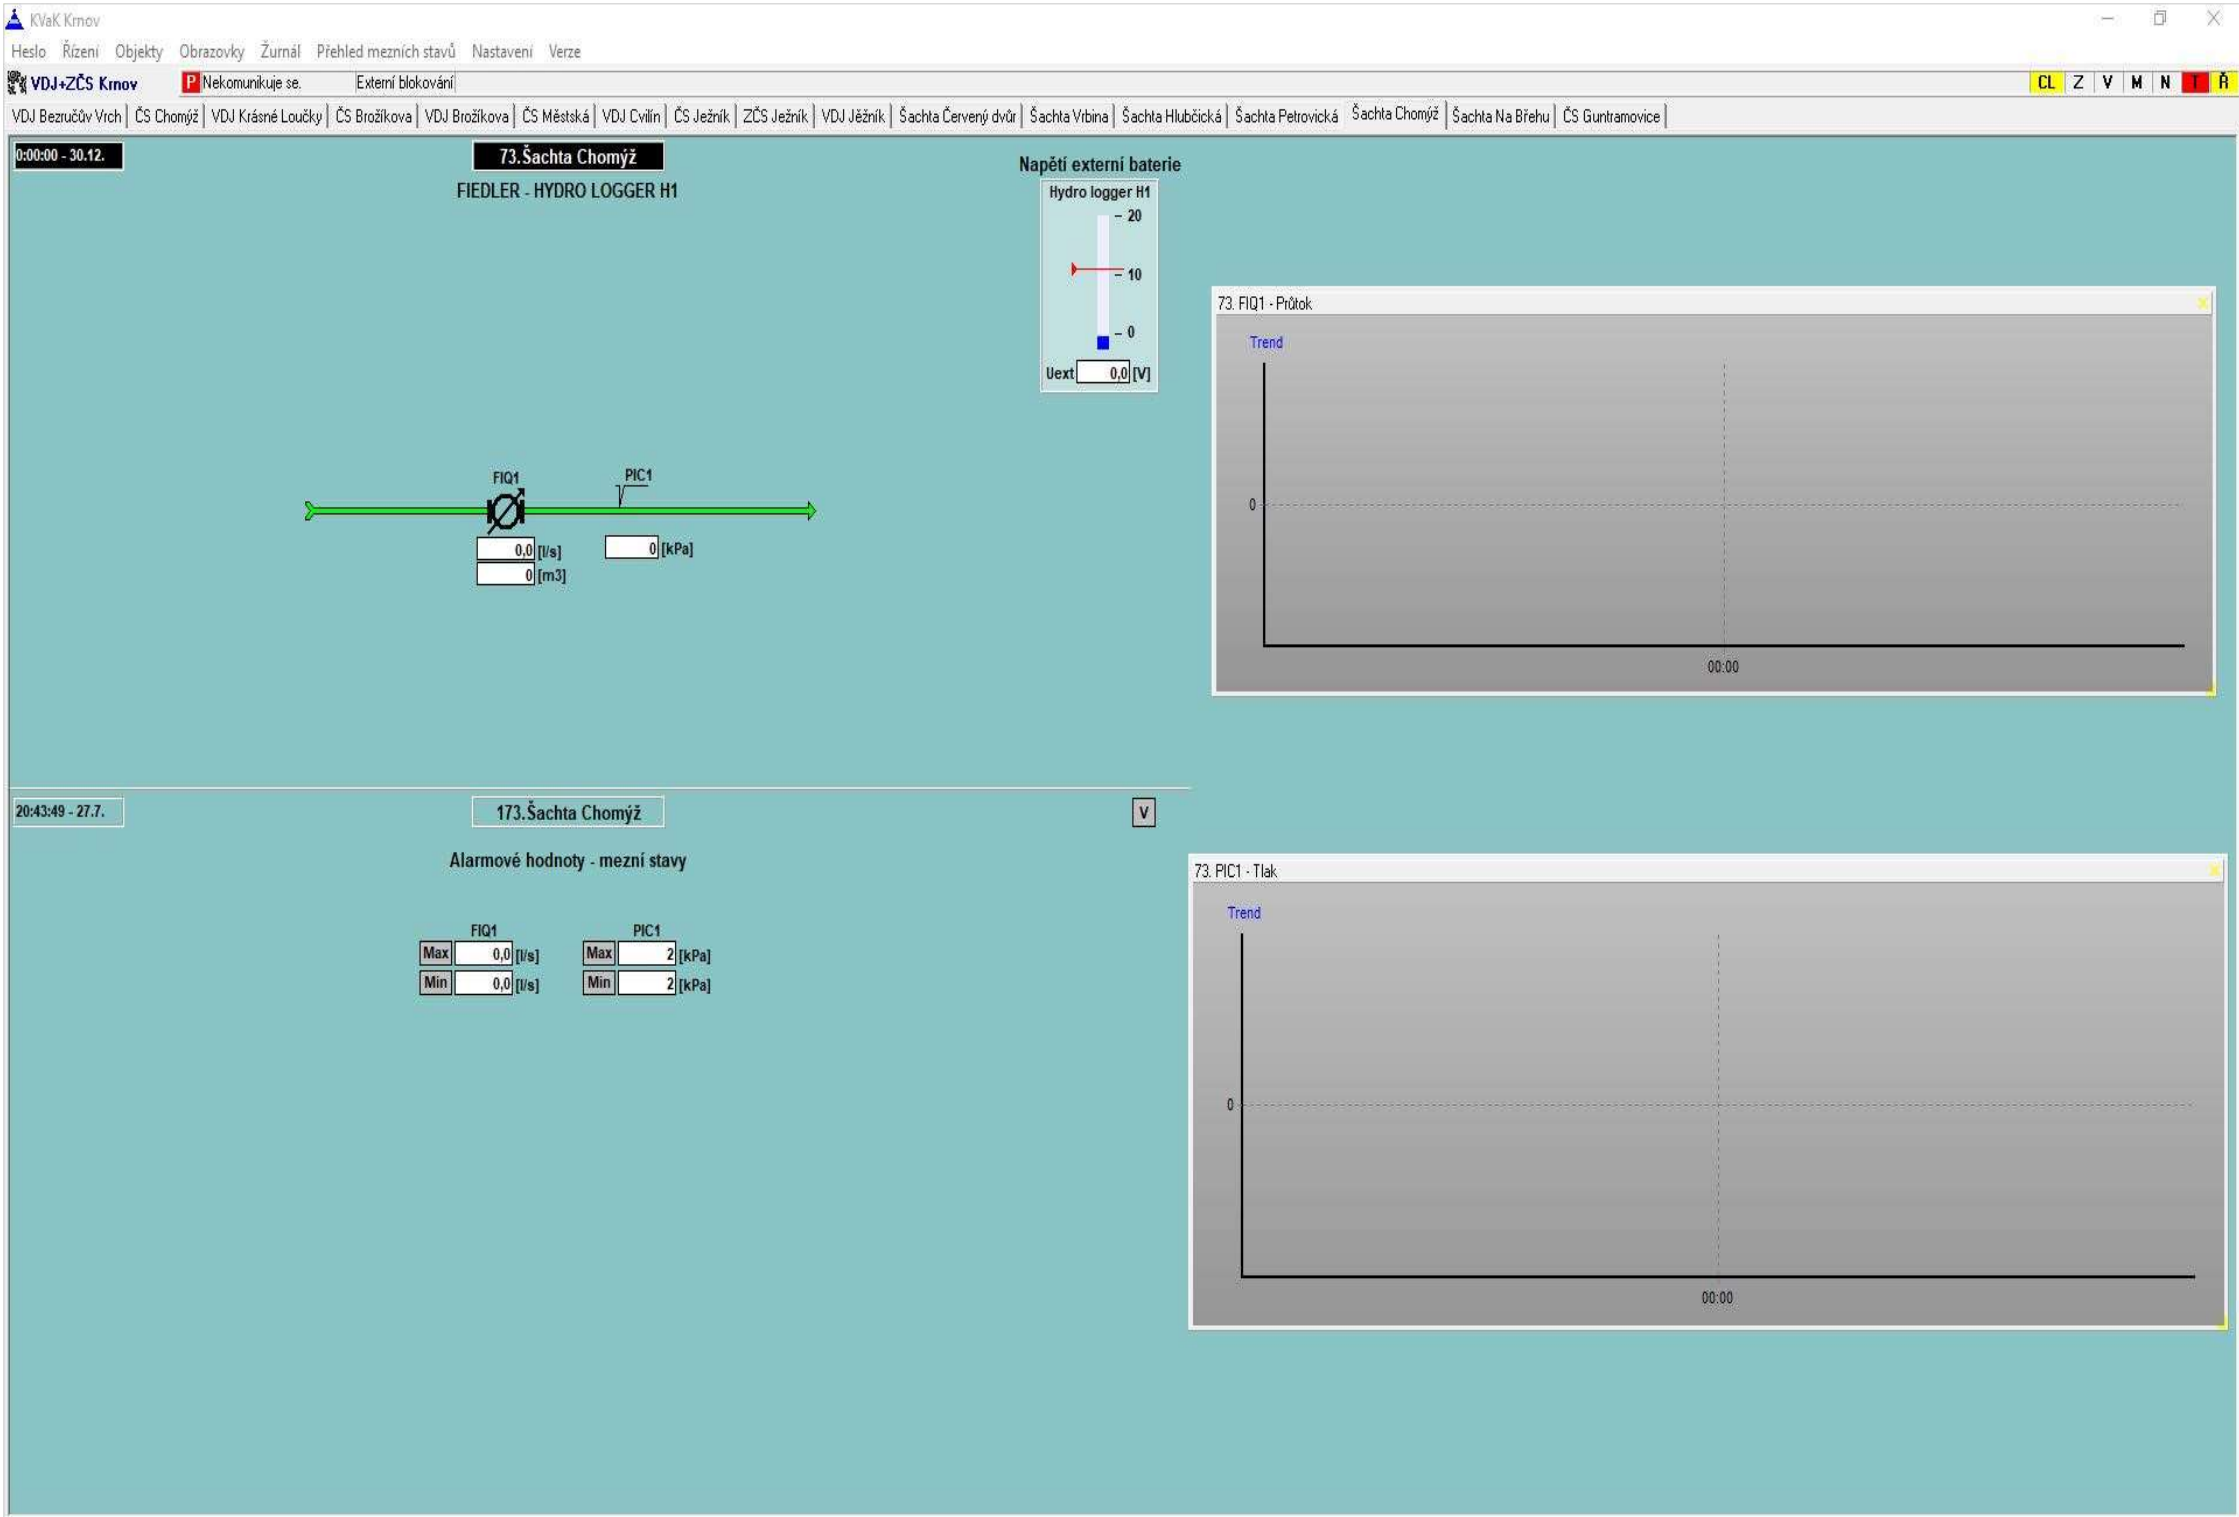 KVaK Krnov
Heslo Řízení Objekty Obrazovky Žurnál Přehled mezních stavů Nastavení Verze
VDJ+ZČS Krnov P Nekomunikuje se. Externí blokování CL Z V M N T Ř
VDJ Bezručův Vrch ČS Chomýž VDJ Krásné Loučky ČS Brožíkova VDJ Brožíkova ČS Městská VDJ Cvilín ČS Ježník ZČS Ježník VDJ Jěžník Šachta Červený dvůr Šachta Vrbina Šachta Hlubčická Šachta Petrovická Šachta Chomýž Šachta Na Břehu ČS Guntramovice
0:00:00 - 30.12.
73.Šachta Chomýž
FIEDLER - HYDRO LOGGER H1
Napětí externí baterie
Hydro logger H1
20
10
0
Uext 0,0 [V]
FIQ1 PIC1
0,0 [l/s] 0 [kPa]
0 [m3]
73. FIQ1 - Průtok
Trend
0
00:00
20:43:49 - 27.7.
173.Šachta Chomýž
V
Alarmové hodnoty - mezní stavy
FIQ1 PIC1
Max 0,0 [l/s] Max 2 [kPa]
Min 0,0 [l/s] Min 2 [kPa]
73. PIC1 - Tlak
Trend
0
00:00